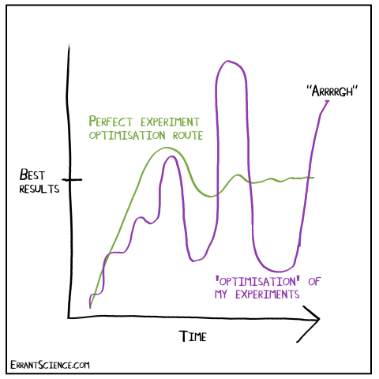 "Arrrrgh"
Perfect experiment
optimisation route
Best
results
'Optimisation' of
my experiments
Time
ErrantScience.com